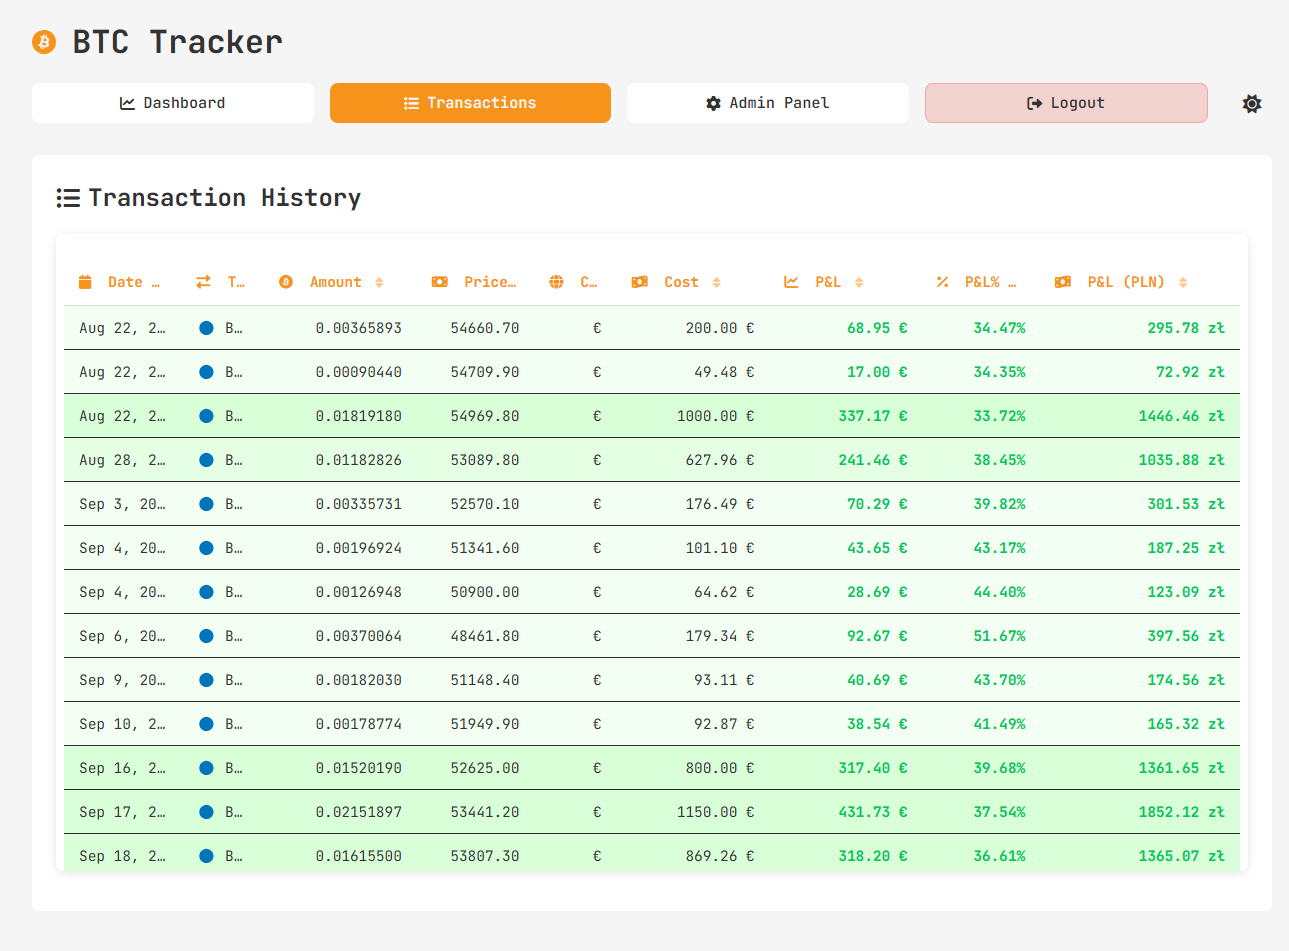 BTC Tracker
Dashboard Transactions Admin Panel Logout
Transaction History
Date … T… Amount Price… C… Cost P&L P&L% … P&L (PLN)
Aug 22, 2… B… 0.00365893 54660.70 € 200.00 € 68.95 € 34.47% 295.78 zł
Aug 22, 2… B… 0.00090440 54709.90 € 49.48 € 17.00 € 34.35% 72.92 zł
Aug 22, 2… B… 0.01819180 54969.80 € 1000.00 € 337.17 € 33.72% 1446.46 zł
Aug 28, 2… B… 0.01182826 53089.80 € 627.96 € 241.46 € 38.45% 1035.88 zł
Sep 3, 20… B… 0.00335731 52570.10 € 176.49 € 70.29 € 39.82% 301.53 zł
Sep 4, 20… B… 0.00196924 51341.60 € 101.10 € 43.65 € 43.17% 187.25 zł
Sep 4, 20… B… 0.00126948 50900.00 € 64.62 € 28.69 € 44.40% 123.09 zł
Sep 6, 20… B… 0.00370064 48461.80 € 179.34 € 92.67 € 51.67% 397.56 zł
Sep 9, 20… B… 0.00182030 51148.40 € 93.11 € 40.69 € 43.70% 174.56 zł
Sep 10, 2… B… 0.00178774 51949.90 € 92.87 € 38.54 € 41.49% 165.32 zł
Sep 16, 2… B… 0.01520190 52625.00 € 800.00 € 317.40 € 39.68% 1361.65 zł
Sep 17, 2… B… 0.02151897 53441.20 € 1150.00 € 431.73 € 37.54% 1852.12 zł
Sep 18, 2… B… 0.01615500 53807.30 € 869.26 € 318.20 € 36.61% 1365.07 zł